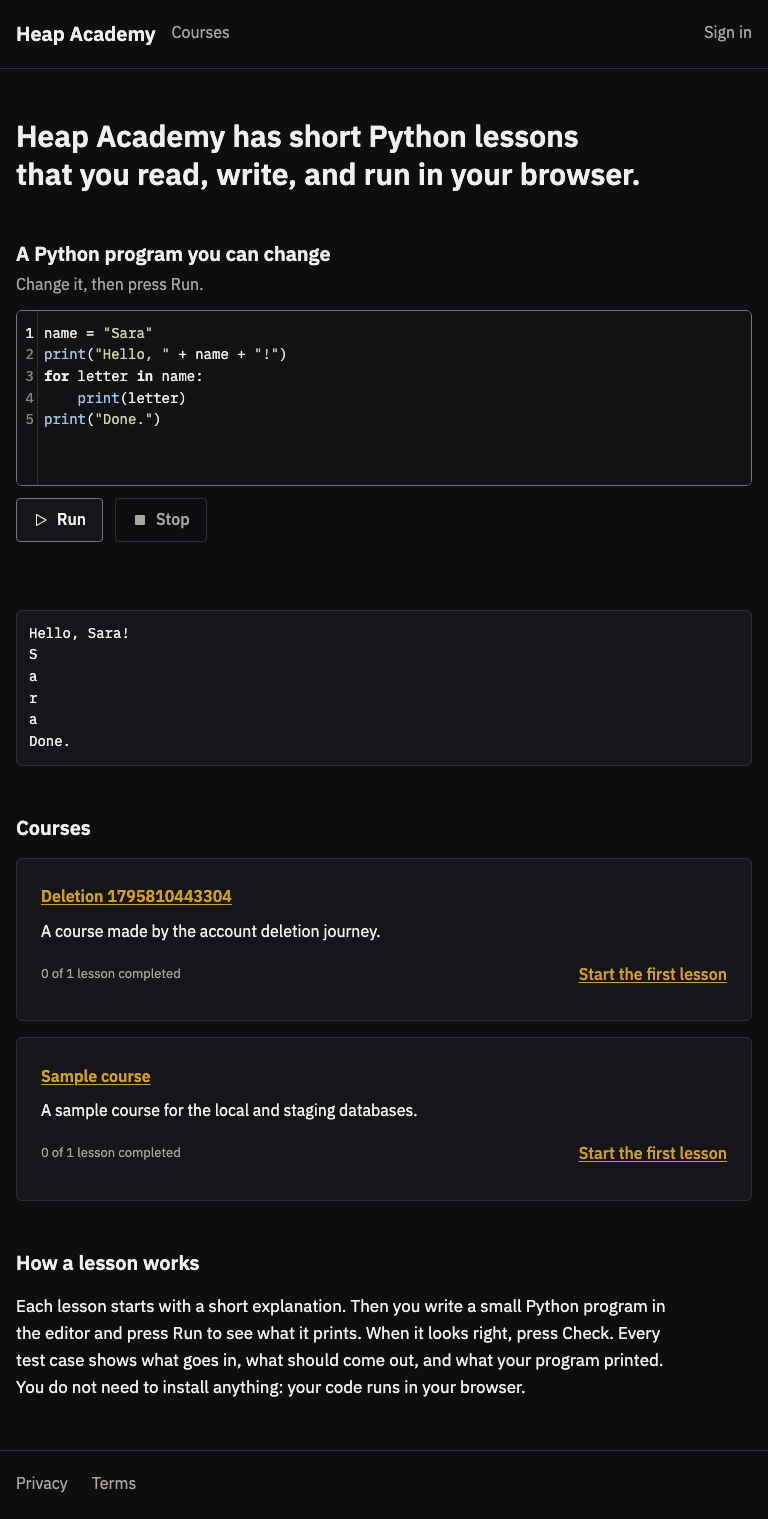 Heap Academy Courses Sign in
Heap Academy has short Python lessons
that you read, write, and run in your browser.
A Python program you can change
Change it, then press Run.
1 name = "Sara"
2 print("Hello, " + name + "!")
3 for letter in name:
4     print(letter)
5 print("Done.")
Run Stop
Hello, Sara!
S
a
r
a
Done.
Courses
Deletion 1795810443304
A course made by the account deletion journey.
0 of 1 lesson completed Start the first lesson
Sample course
A sample course for the local and staging databases.
0 of 1 lesson completed Start the first lesson
How a lesson works
Each lesson starts with a short explanation. Then you write a small Python program in
the editor and press Run to see what it prints. When it looks right, press Check. Every
test case shows what goes in, what should come out, and what your program printed.
You do not need to install anything: your code runs in your browser.
Privacy Terms